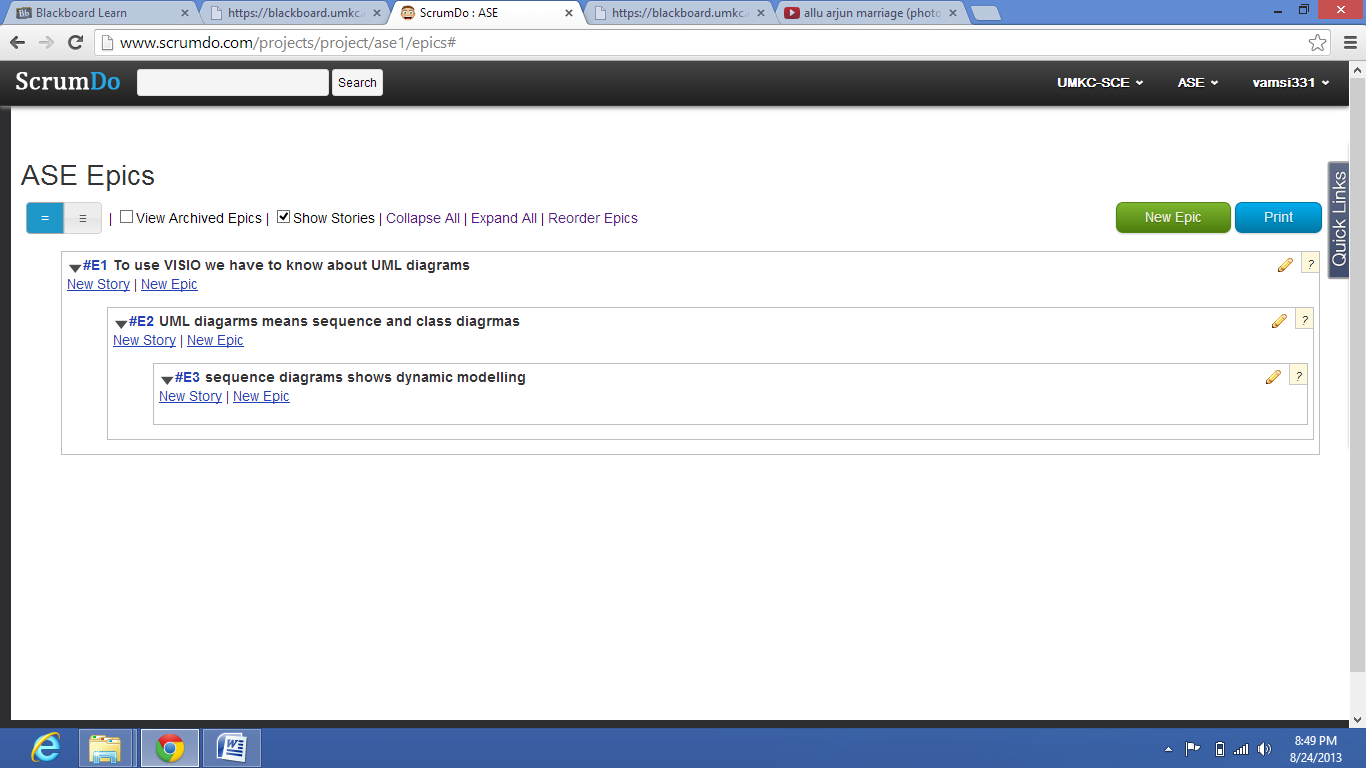 Blackboard Learn https://blackboard.umkc. ScrumDo : ASE https://blackboard.umkc. allu arjun marriage (photo
www.scrumdo.com/projects/project/ase1/epics#
ScrumDo Search UMKC-SCE ASE vamsi331
Quick Links
ASE Epics
= ≡ | View Archived Epics | Show Stories | Collapse All | Expand All | Reorder Epics New Epic Print
#E1 To use VISIO we have to know about UML diagrams ?
New Story | New Epic
#E2 UML diagarms means sequence and class diagrmas ?
New Story | New Epic
#E3 sequence diagrams shows dynamic modelling ?
New Story | New Epic
8:49 PM
8/24/2013